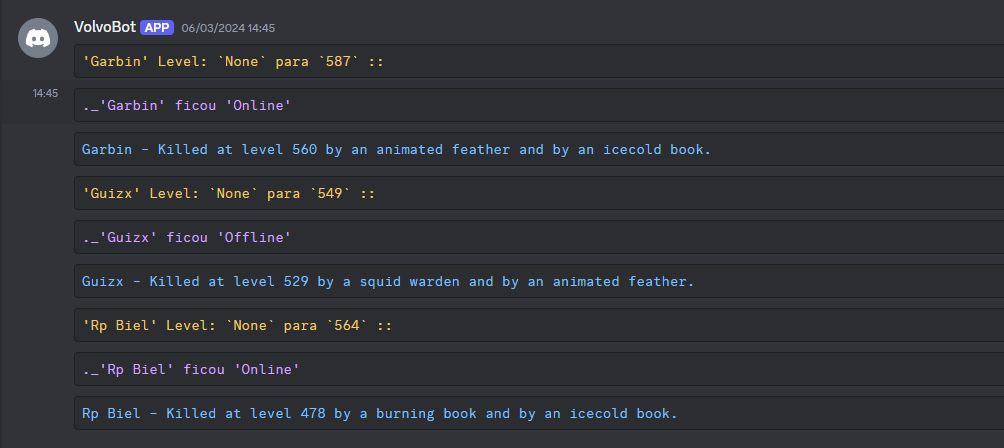 VolvoBot APP 06/03/2024 14:45
'Garbin' Level: `None` para `587` ::
14:45 ._'Garbin' ficou 'Online'
Garbin - Killed at level 560 by an animated feather and by an icecold book.
'Guizx' Level: `None` para `549` ::
._'Guizx' ficou 'Offline'
Guizx - Killed at level 529 by a squid warden and by an animated feather.
'Rp Biel' Level: `None` para `564` ::
._'Rp Biel' ficou 'Online'
Rp Biel - Killed at level 478 by a burning book and by an icecold book.